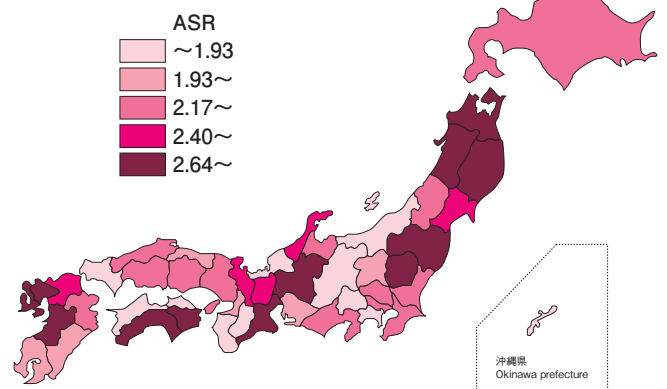 ASR
〜1.93
1.93〜
2.17〜
2.40〜
2.64〜
沖縄県
Okinawa prefecture